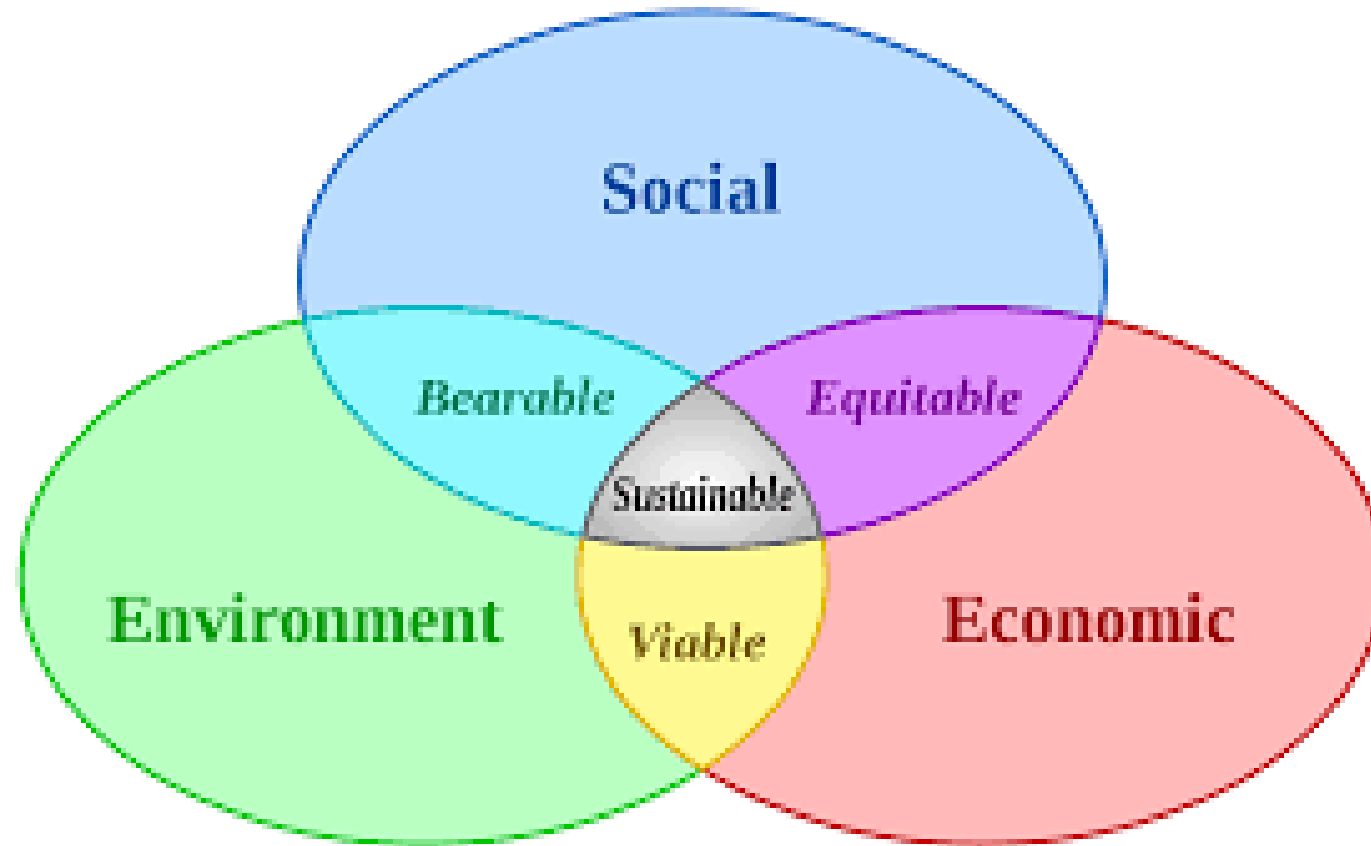 Social
Bearable
Equitable
Sustainable
Environment
Economic
Viable